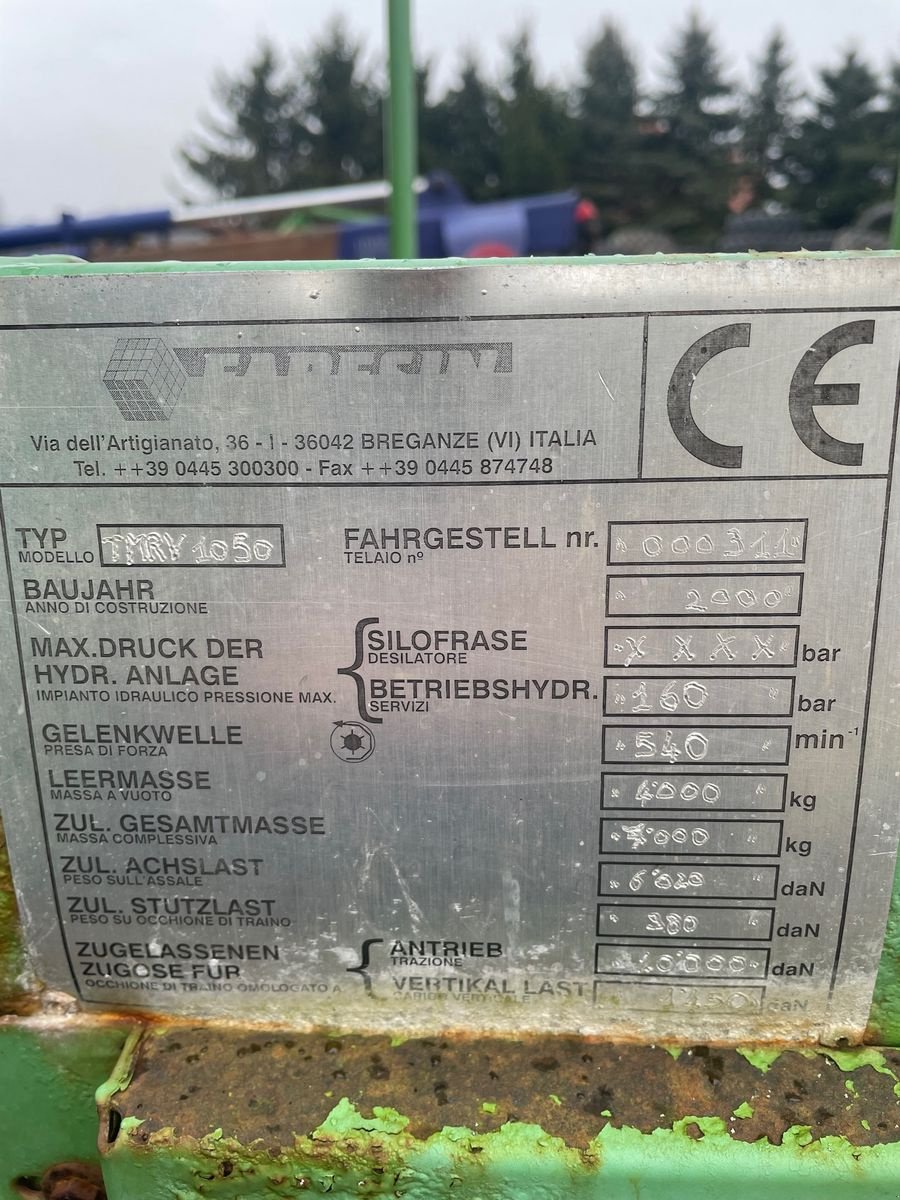 CE
Via dell'Artigianato, 36 - I - 36042 BREGANZE (VI) ITALIA
Tel. ++39 0445 300300 - Fax ++39 0445 874748
TYP
MODELLO TMRV 1050
FAHRGESTELL nr. "000311"
TELAIO nº
BAUJAHR " 2000"
ANNO DI COSTRUZIONE
MAX.DRUCK DER
HYDR. ANLAGE
IMPIANTO IDRAULICO PRESSIONE MAX.
SILOFRASE X X X X bar
DESILATORE
BETRIEBSHYDR. "160 " bar
SERVIZI
GELENKWELLE "540 " min-1
PRESA DI FORZA
LEERMASSE "4000 " kg
MASSA A VUOTO
ZUL. GESAMTMASSE kg
MASSA COMPLESSIVA
ZUL. ACHSLAST daN
PESO SULL'ASSALE
ZUL. STUTZLAST daN
PESO SU OCCHIONE DI TRAINO
ZUGELASSENEN
ZUGOSE FUR
OCCHIONE DI TRAINO OMOLOGATO A
ANTRIEB "10000" daN
TRAZIONE
VERTIKAL LAST daN
CARICO VERTICALE